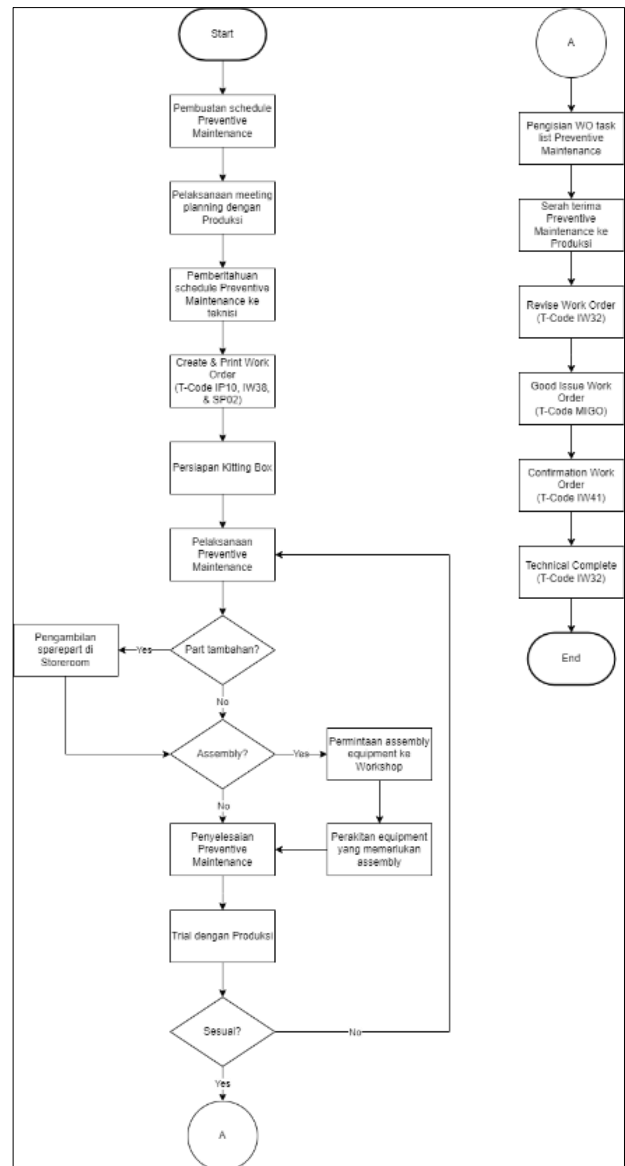 Start
Pembuatan schedule
Preventive
Maintenance
Pelaksanaan meeting
planning dengan
Produksi
Pemberitahuan
schedule Preventive
Maintenance ke
teknisi
Create & Print Work
Order
(T-Code IP10, IW38,
& SP02)
Persiapan Kitting Box
Pelaksanaan
Preventive
Maintenance
Part tambahan?
Yes
Pengambilan
sparepart di
Storeroom
No
Assembly?
Yes
Permintaan assembly
equipment ke
Workshop
No
Penyelesaian
Preventive
Maintenance
Perakitan equipment
yang memerlukan
assembly
Trial dengan Produksi
Sesuai?
No
Yes
A
A
Pengisian WO task
list Preventive
Maintenance
Serah terima
Preventive
Maintenance ke
Produksi
Revise Work Order
(T-Code IW32)
Good Issue Work
Order
(T-Code MIGO)
Confirmation Work
Order
(T-Code IW41)
Technical Complete
(T-Code IW32)
End